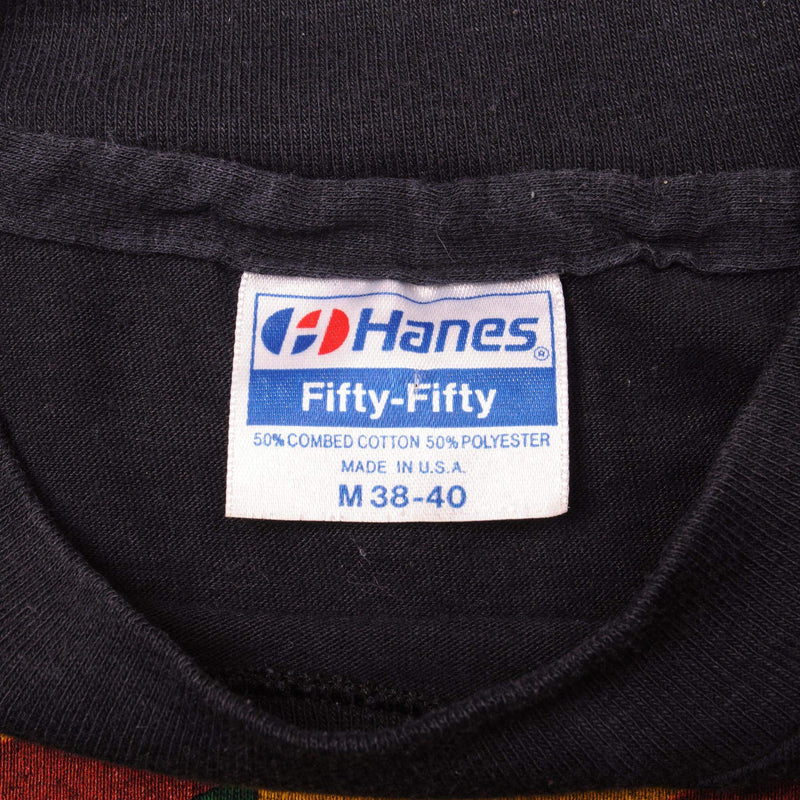 Hanes®
Fifty-Fifty
50% COMBED COTTON 50% POLYESTER
MADE IN U.S.A.
M 38-40